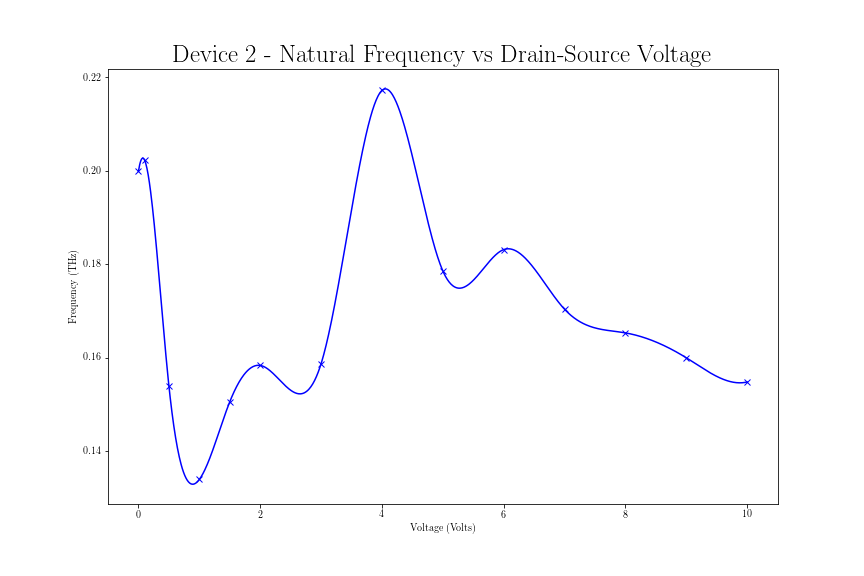 Device 2 - Natural Frequency vs Drain-Source Voltage
0.22
0.20
0.18
0.16
0.14
Frequency (THz)
0 2 4 6 8 10
Voltage (Volts)